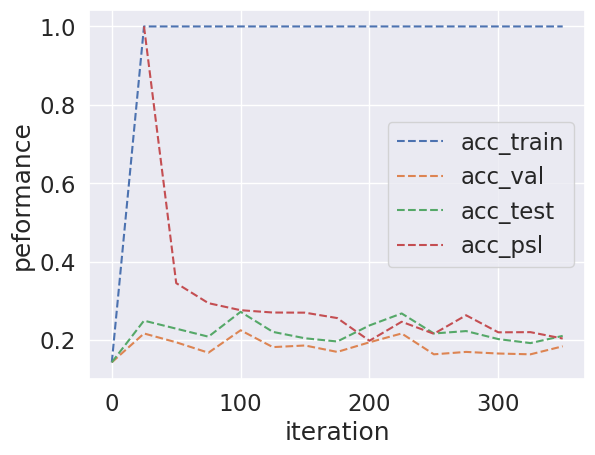 1.0
0.8
0.6
0.4
0.2
peformance
acc_train
acc_val
acc_test
acc_psl
0
100
200
300
iteration